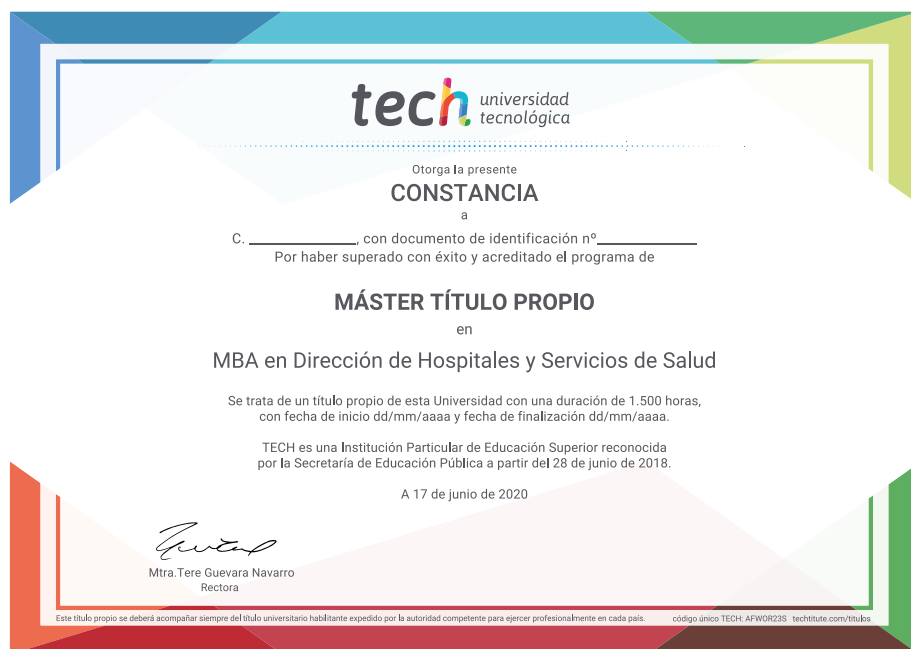 tech universidad
tecnológica
Otorga la presente
CONSTANCIA
a
C. ____________, con documento de identificación nº____________
Por haber superado con éxito y acreditado el programa de
MÁSTER TÍTULO PROPIO
en
MBA en Dirección de Hospitales y Servicios de Salud
Se trata de un título propio de esta Universidad con una duración de 1.500 horas,
con fecha de inicio dd/mm/aaaa y fecha de finalización dd/mm/aaaa.
TECH es una Institución Particular de Educación Superior reconocida
por la Secretaría de Educación Pública a partir del 28 de junio de 2018.
A 17 de junio de 2020
Mtra.Tere Guevara Navarro
Rectora
Este título propio se deberá acompañar siempre del título universitario habilitante expedido por la autoridad competente para ejercer profesionalmente en cada país. código único TECH: AFWOR23S techtitute.com/titulos